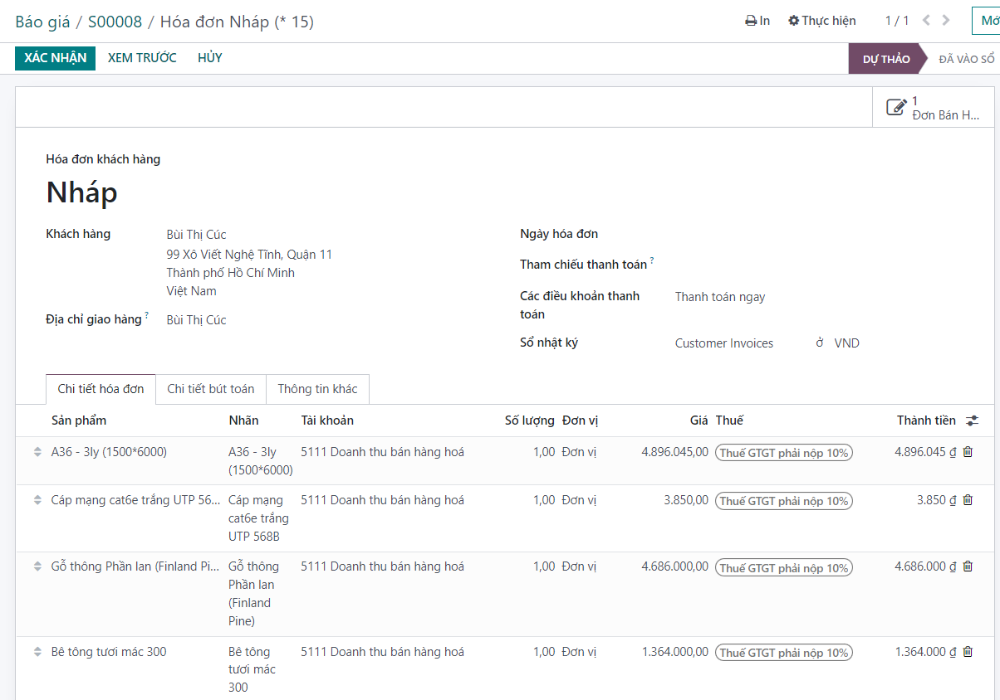 Báo giá / S00008 / Hóa đơn Nháp (* 15)
In
Thực hiện
1 / 1
Mớ
XÁC NHẬN
XEM TRƯỚC
HỦY
DỰ THẢO
ĐÃ VÀO SỔ
1
Đơn Bán H...
Hóa đơn khách hàng
Nháp
Khách hàng
Bùi Thị Cúc
99 Xô Viết Nghệ Tĩnh, Quận 11
Thành phố Hồ Chí Minh
Việt Nam
Địa chỉ giao hàng ?
Bùi Thị Cúc
Ngày hóa đơn
Tham chiếu thanh toán ?
Các điều khoản thanh
toán
Thanh toán ngay
Sổ nhật ký
Customer Invoices
ở
VND
Chi tiết hóa đơn
Chi tiết bút toán
Thông tin khác
Sản phẩm Nhãn Tài khoản Số lượng Đơn vị Giá Thuế Thành tiền
A36 - 3ly (1500*6000) A36 - 3ly 5111 Doanh thu bán hàng hoá 1,00 Đơn vị 4.896.045,00 Thuế GTGT phải nộp 10% 4.896.045 ₫
(1500*6000)
Cáp mạng cat6e trắng UTP 56... Cáp mạng 5111 Doanh thu bán hàng hoá 1,00 Đơn vị 3.850,00 Thuế GTGT phải nộp 10% 3.850 ₫
cat6e trắng
UTP 568B
Gỗ thông Phần lan (Finland Pi... Gỗ thông 5111 Doanh thu bán hàng hoá 1,00 Đơn vị 4.686.000,00 Thuế GTGT phải nộp 10% 4.686.000 ₫
Phần lan
(Finland
Pine)
Bê tông tươi mác 300 Bê tông 5111 Doanh thu bán hàng hoá 1,00 Đơn vị 1.364.000,00 Thuế GTGT phải nộp 10% 1.364.000 ₫
tươi mác
300